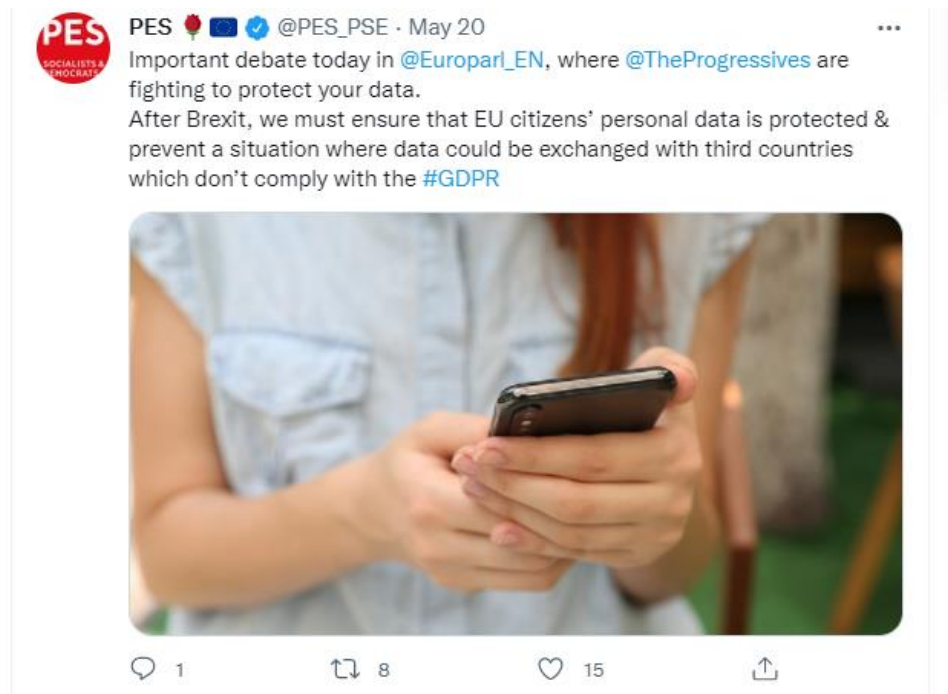 PES
SOCIALISTS &
DEMOCRATS
PES 🌹 🇪🇺 @PES_PSE · May 20
Important debate today in @Europarl_EN, where @TheProgressives are
fighting to protect your data.
After Brexit, we must ensure that EU citizens’ personal data is protected &
prevent a situation where data could be exchanged with third countries
which don’t comply with the #GDPR
1 8 15